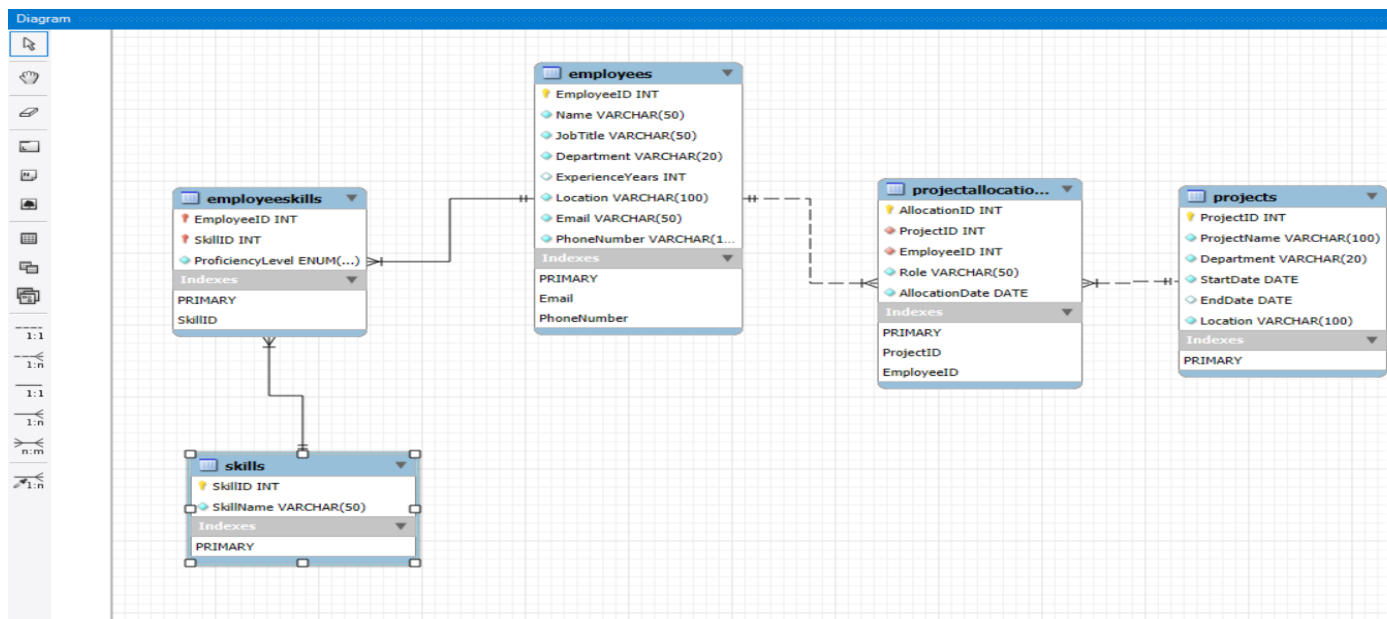 Diagram
1:1
1:n
1:1
1:n
n:m
1:n
employeeskills
EmployeeID INT
SkillID INT
ProficiencyLevel ENUM(...)
Indexes
PRIMARY
SkillID
skills
SkillID INT
SkillName VARCHAR(50)
Indexes
PRIMARY
employees
EmployeeID INT
Name VARCHAR(50)
JobTitle VARCHAR(50)
Department VARCHAR(20)
ExperienceYears INT
Location VARCHAR(100)
Email VARCHAR(50)
PhoneNumber VARCHAR(1...
Indexes
PRIMARY
Email
PhoneNumber
projectallocatio...
AllocationID INT
ProjectID INT
EmployeeID INT
Role VARCHAR(50)
AllocationDate DATE
Indexes
PRIMARY
ProjectID
EmployeeID
projects
ProjectID INT
ProjectName VARCHAR(100)
Department VARCHAR(20)
StartDate DATE
EndDate DATE
Location VARCHAR(100)
Indexes
PRIMARY